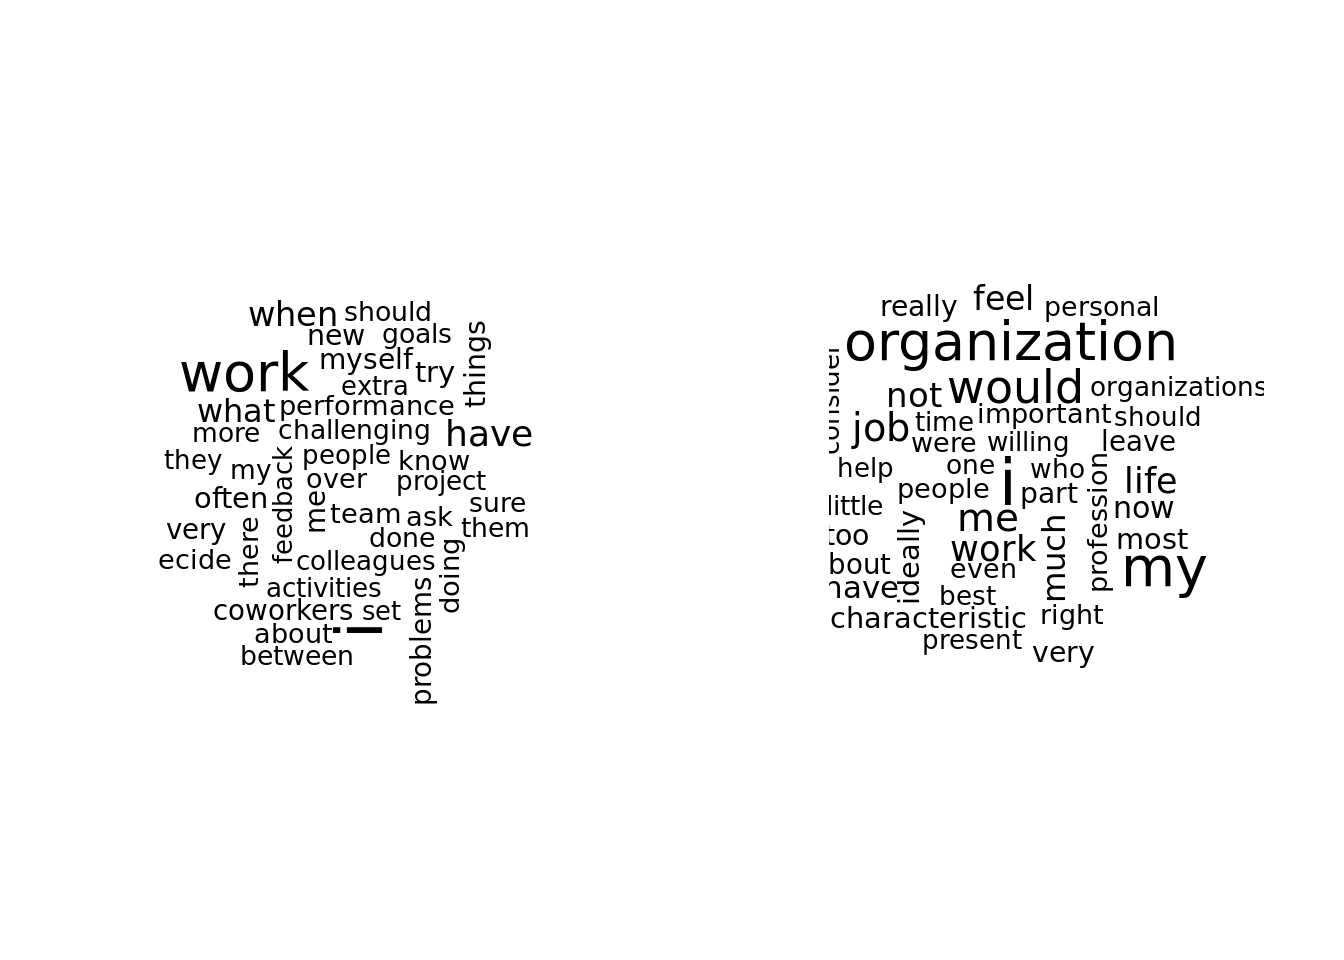 when should
new goals
things
work myself try
extra
what performance
more challenging have
they my feedback people know
over project
often me team ask sure
very there done them
ecide colleagues doing
activities
coworkers set problems
about i
between
really feel personal
organization
not would organizations
job time important should
were willing leave
help one i who profession life
little people part now
too ideally me much most
bout work my
have even
best
characteristic right
present very